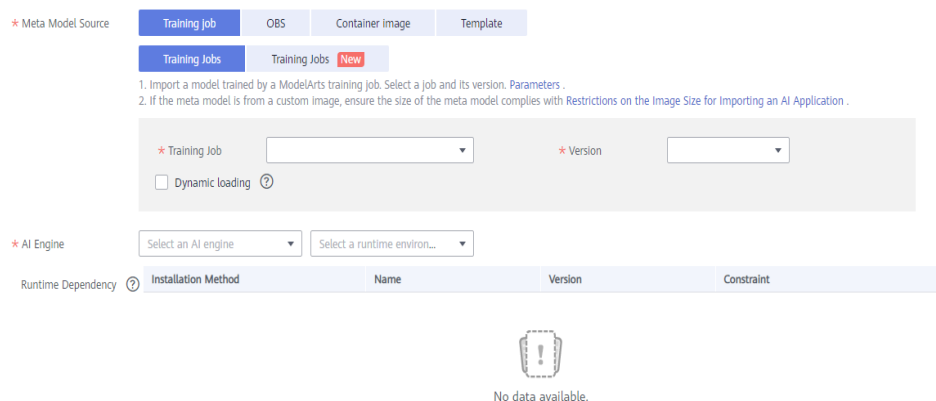 * Meta Model Source Training job OBS Container image Template
Training Jobs Training Jobs New
1. Import a model trained by a ModelArts training job. Select a job and its version. Parameters .
2. If the meta model is from a custom image, ensure the size of the meta model complies with Restrictions on the Image Size for Importing an AI Application .
* Training Job * Version
Dynamic loading ?
* AI Engine Select an AI engine Select a runtime environ...
Runtime Dependency ? Installation Method Name Version Constraint
!
No data available.